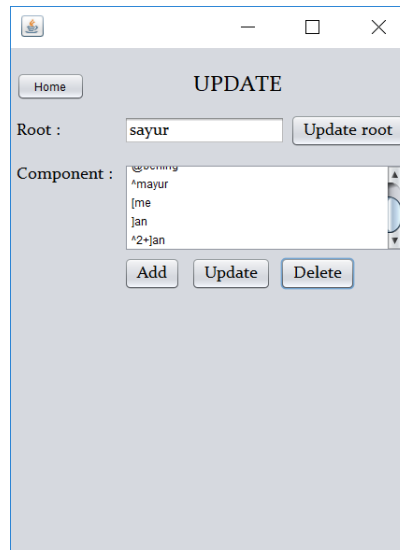 Home
UPDATE
Root :
sayur
Update root
Component :
^mayur
[me
]an
^2+]an
Add
Update
Delete